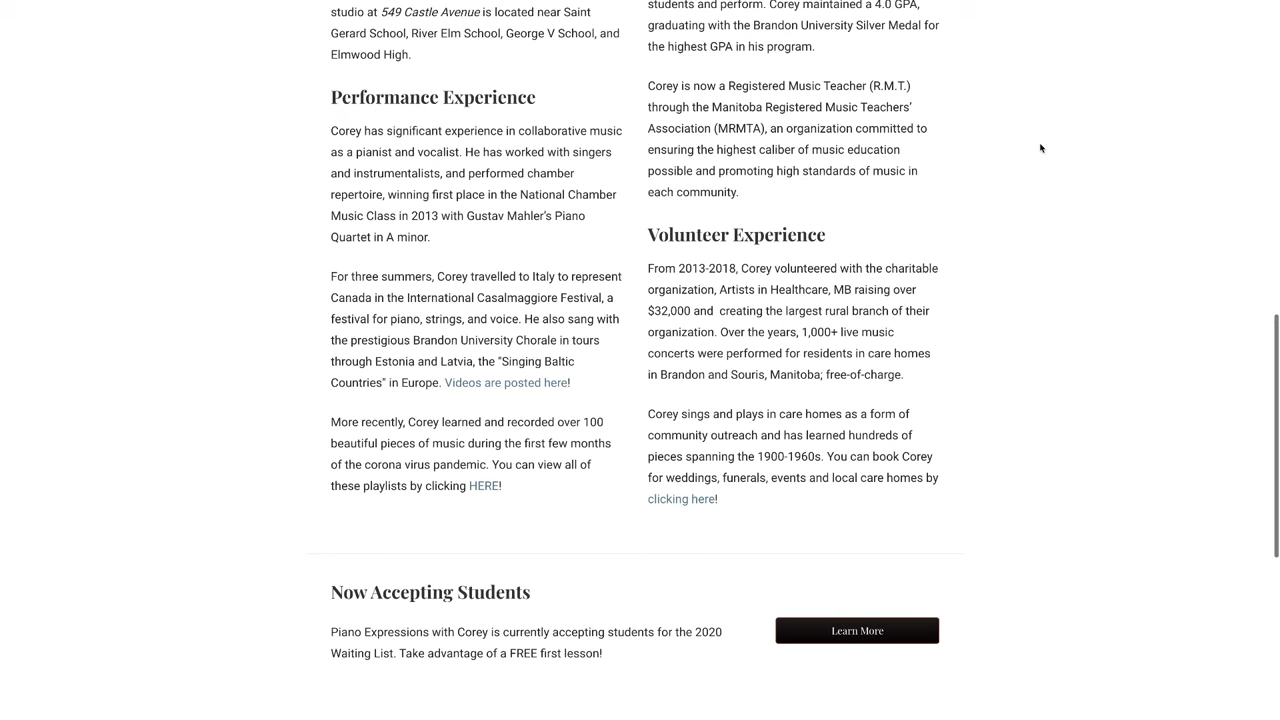 studio at 549 Castle Avenue is located near Saint
Gerard School, River Elm School, George V School, and
Elmwood High.
Performance Experience
Corey has significant experience in collaborative music
as a pianist and vocalist. He has worked with singers
and instrumentalists, and performed chamber
repertoire, winning first place in the National Chamber
Music Class in 2013 with Gustav Mahler's Piano
Quartet in A minor.
For three summers, Corey travelled to Italy to represent
Canada in the International Casalmaggiore Festival, a
festival for piano, strings, and voice. He also sang with
the prestigious Brandon University Chorale in tours
through Estonia and Latvia, the "Singing Baltic
Countries" in Europe. Videos are posted here!
More recently, Corey learned and recorded over 100
beautiful pieces of music during the first few months
of the corona virus pandemic. You can view all of
these playlists by clicking HERE!
students and perform. Corey maintained a 4.0 GPA,
graduating with the Brandon University Silver Medal for
the highest GPA in his program.
Corey is now a Registered Music Teacher (R.M.T.)
through the Manitoba Registered Music Teachers'
Association (MRMTA), an organization committed to
ensuring the highest caliber of music education
possible and promoting high standards of music in
each community.
Volunteer Experience
From 2013-2018, Corey volunteered with the charitable
organization, Artists in Healthcare, MB raising over
$32,000 and  creating the largest rural branch of their
organization. Over the years, 1,000+ live music
concerts were performed for residents in care homes
in Brandon and Souris, Manitoba; free-of-charge.
Corey sings and plays in care homes as a form of
community outreach and has learned hundreds of
pieces spanning the 1900-1960s. You can book Corey
for weddings, funerals, events and local care homes by
clicking here!
Now Accepting Students
Piano Expressions with Corey is currently accepting students for the 2020
Waiting List. Take advantage of a FREE first lesson!
Learn More